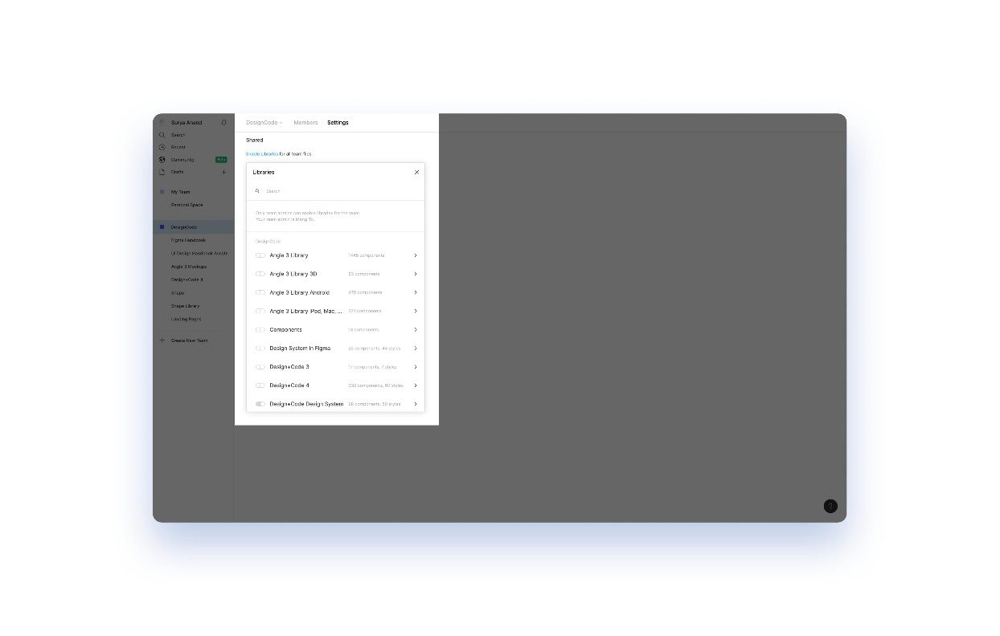 Surya Anand
Search
Recent
Community
Beta
Drafts
My Team
Personal Space
DesignCode
Figma Handbook
UI Design Handbook Assets
Angle 3 Mockups
Design+Code 4
Shape
Shape Library
Landing Pages
Create New Team
DesignCode Members Settings
Shared
Enable Libraries for all team files.
Libraries
Search
Only team admins can enable libraries for the team.
Your team admin is Meng To.
DesignCode
Angle 3 Library 1445 components
Angle 3 Library 3D 83 components
Angle 3 Library Android 470 components
Angle 3 Library iPad, Mac, ... 221 components
Components 14 components
Design System in Figma 22 components, 44 styles
Design+Code 3 17 components, 7 styles
Design+Code 4 332 components, 60 styles
Design+Code Design System components, 50 styles
?